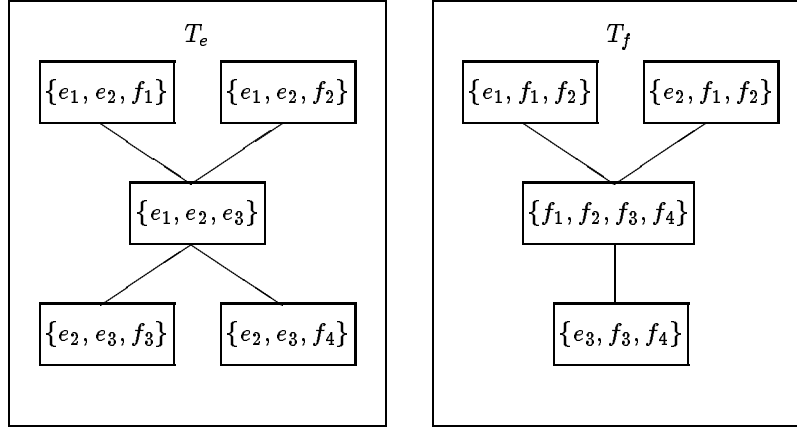 T_e
{e_1, e_2, f_1} {e_1, e_2, f_2}
{e_1, e_2, e_3}
{e_2, e_3, f_3} {e_2, e_3, f_4}
T_f
{e_1, f_1, f_2} {e_2, f_1, f_2}
{f_1, f_2, f_3, f_4}
{e_3, f_3, f_4}